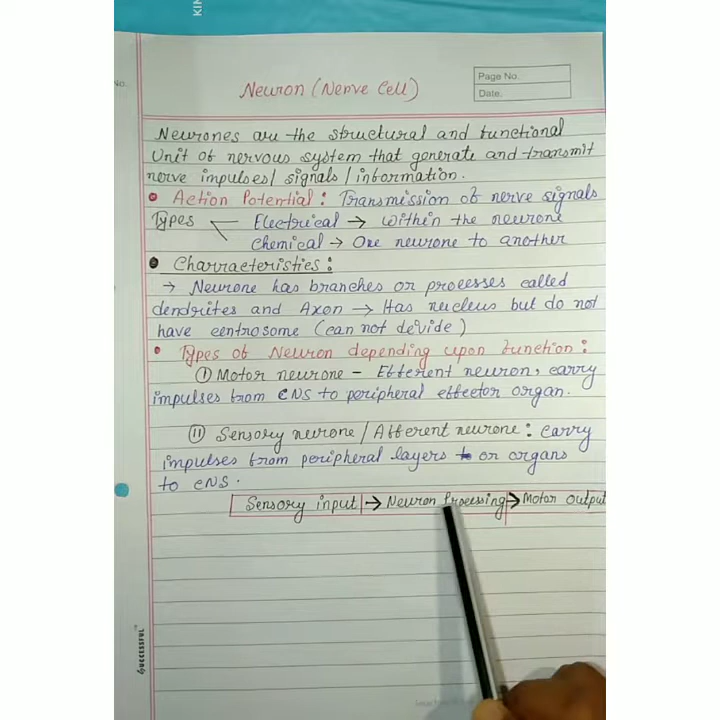 KIN
No.
Page No.
Neuron (Nerve Cell)
Date.
Neurones are the structural and functional
Unit of nervous system that generate and transmit
nerve impulses/signals/information.
• Action Potential: Transmission of nerve signals
Types Electrical → within the neurone
Chemical → One neurone to another
• Charracteristics:
→ Neurone has branches or processes called
dendrites and Axon → Has nucleus but do not
have centrosome (can not devide)
• Types of Neuron depending upon function:
(I) Motor neurone - Efferent neuron, carry
impulses from CNS to peripheral effector organ.
(II) Sensory neurone/Afferent neurone: carry
impulses from peripheral layers or organs
to CNS.
Sensory input → Neuron Processing → Motor output
SUCCESSFUL